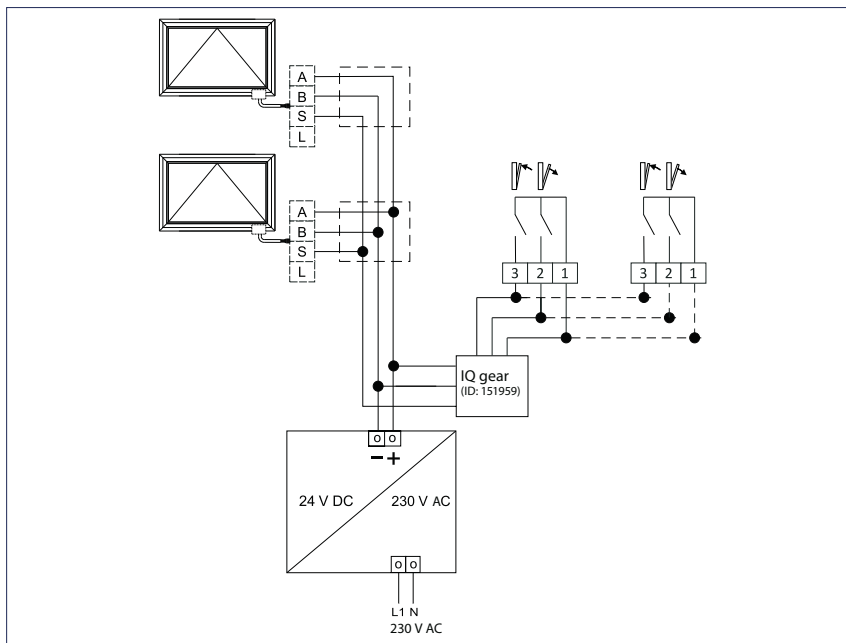 A
B
S
L
A
B
S
L
3 2 1
3 2 1
IQ gear
(ID: 151959)
o o
− +
24 V DC
230 V AC
o o
L1 N
230 V AC